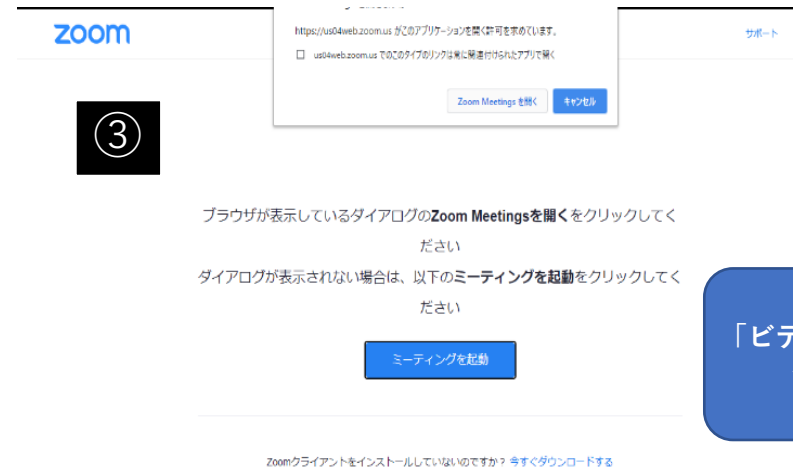 zoom
https://us04web.zoom.us がこのアプリケーションを開く許可を求めています。
サポート
us04web.zoom.us でのこのタイプのリンクは常に関連付けられたアプリで開く
Zoom Meetings を開く
キャンセル
③
ブラウザが表示しているダイアログのZoom Meetingsを開くをクリックしてく
ださい
ダイアログが表示されない場合は、以下のミーティングを起動をクリックしてく
ださい
「ビデ
ミーティングを起動
Zoomクライアントをインストールしていないのですか? 今すぐダウンロードする